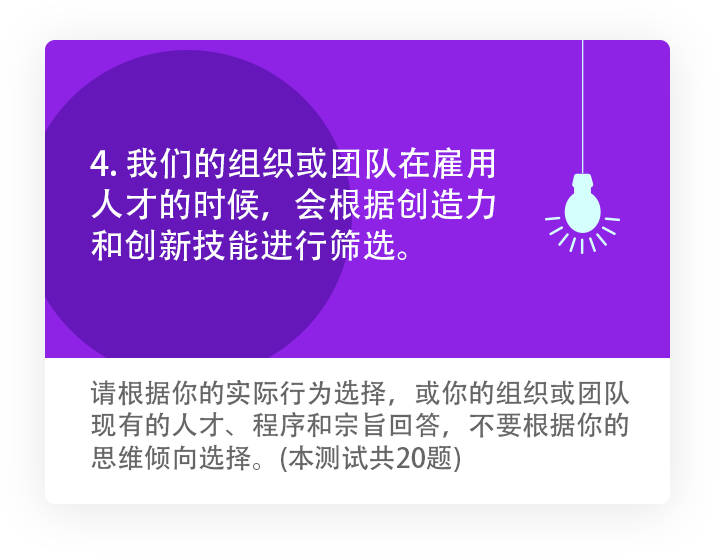 4. 我们的组织或团队在雇用
人才的时候，会根据创造力
和创新技能进行筛选。
请根据你的实际行为选择，或你的组织或团队
现有的人才、程序和宗旨回答，不要根据你的
思维倾向选择。(本测试共20题)